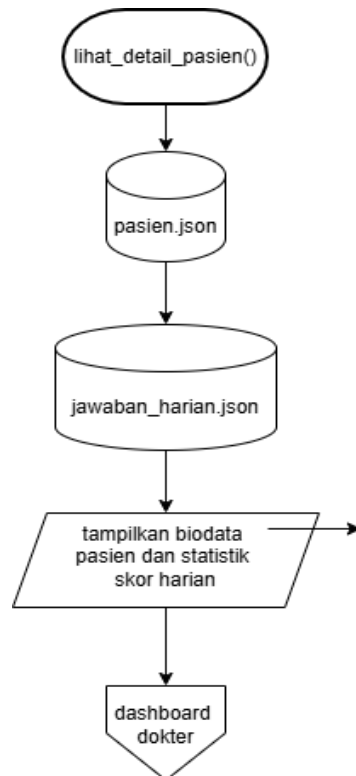 lihat_detail_pasien()
pasien.json
jawaban_harian.json
tampilkan biodata
pasien dan statistik
skor harian
dashboard
dokter